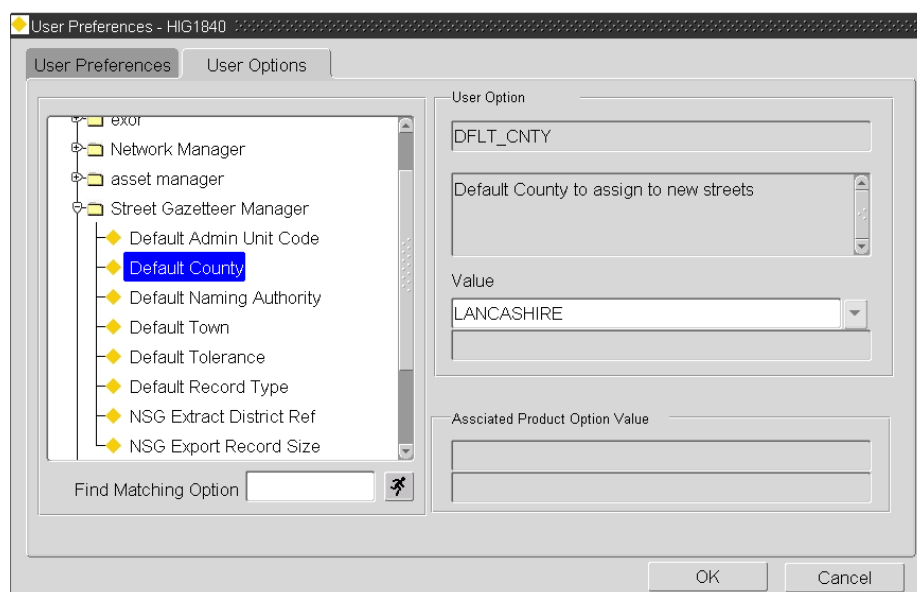 User Preferences - HIG1840
User Preferences
User Options
exor
Network Manager
asset manager
Street Gazetteer Manager
Default Admin Unit Code
Default County
Default Naming Authority
Default Town
Default Tolerance
Default Record Type
NSG Extract District Ref
NSG Export Record Size
Find Matching Option
User Option
DFLT_CNTY
Default County to assign to new streets
Value
LANCASHIRE
Assciated Product Option Value
OK
Cancel